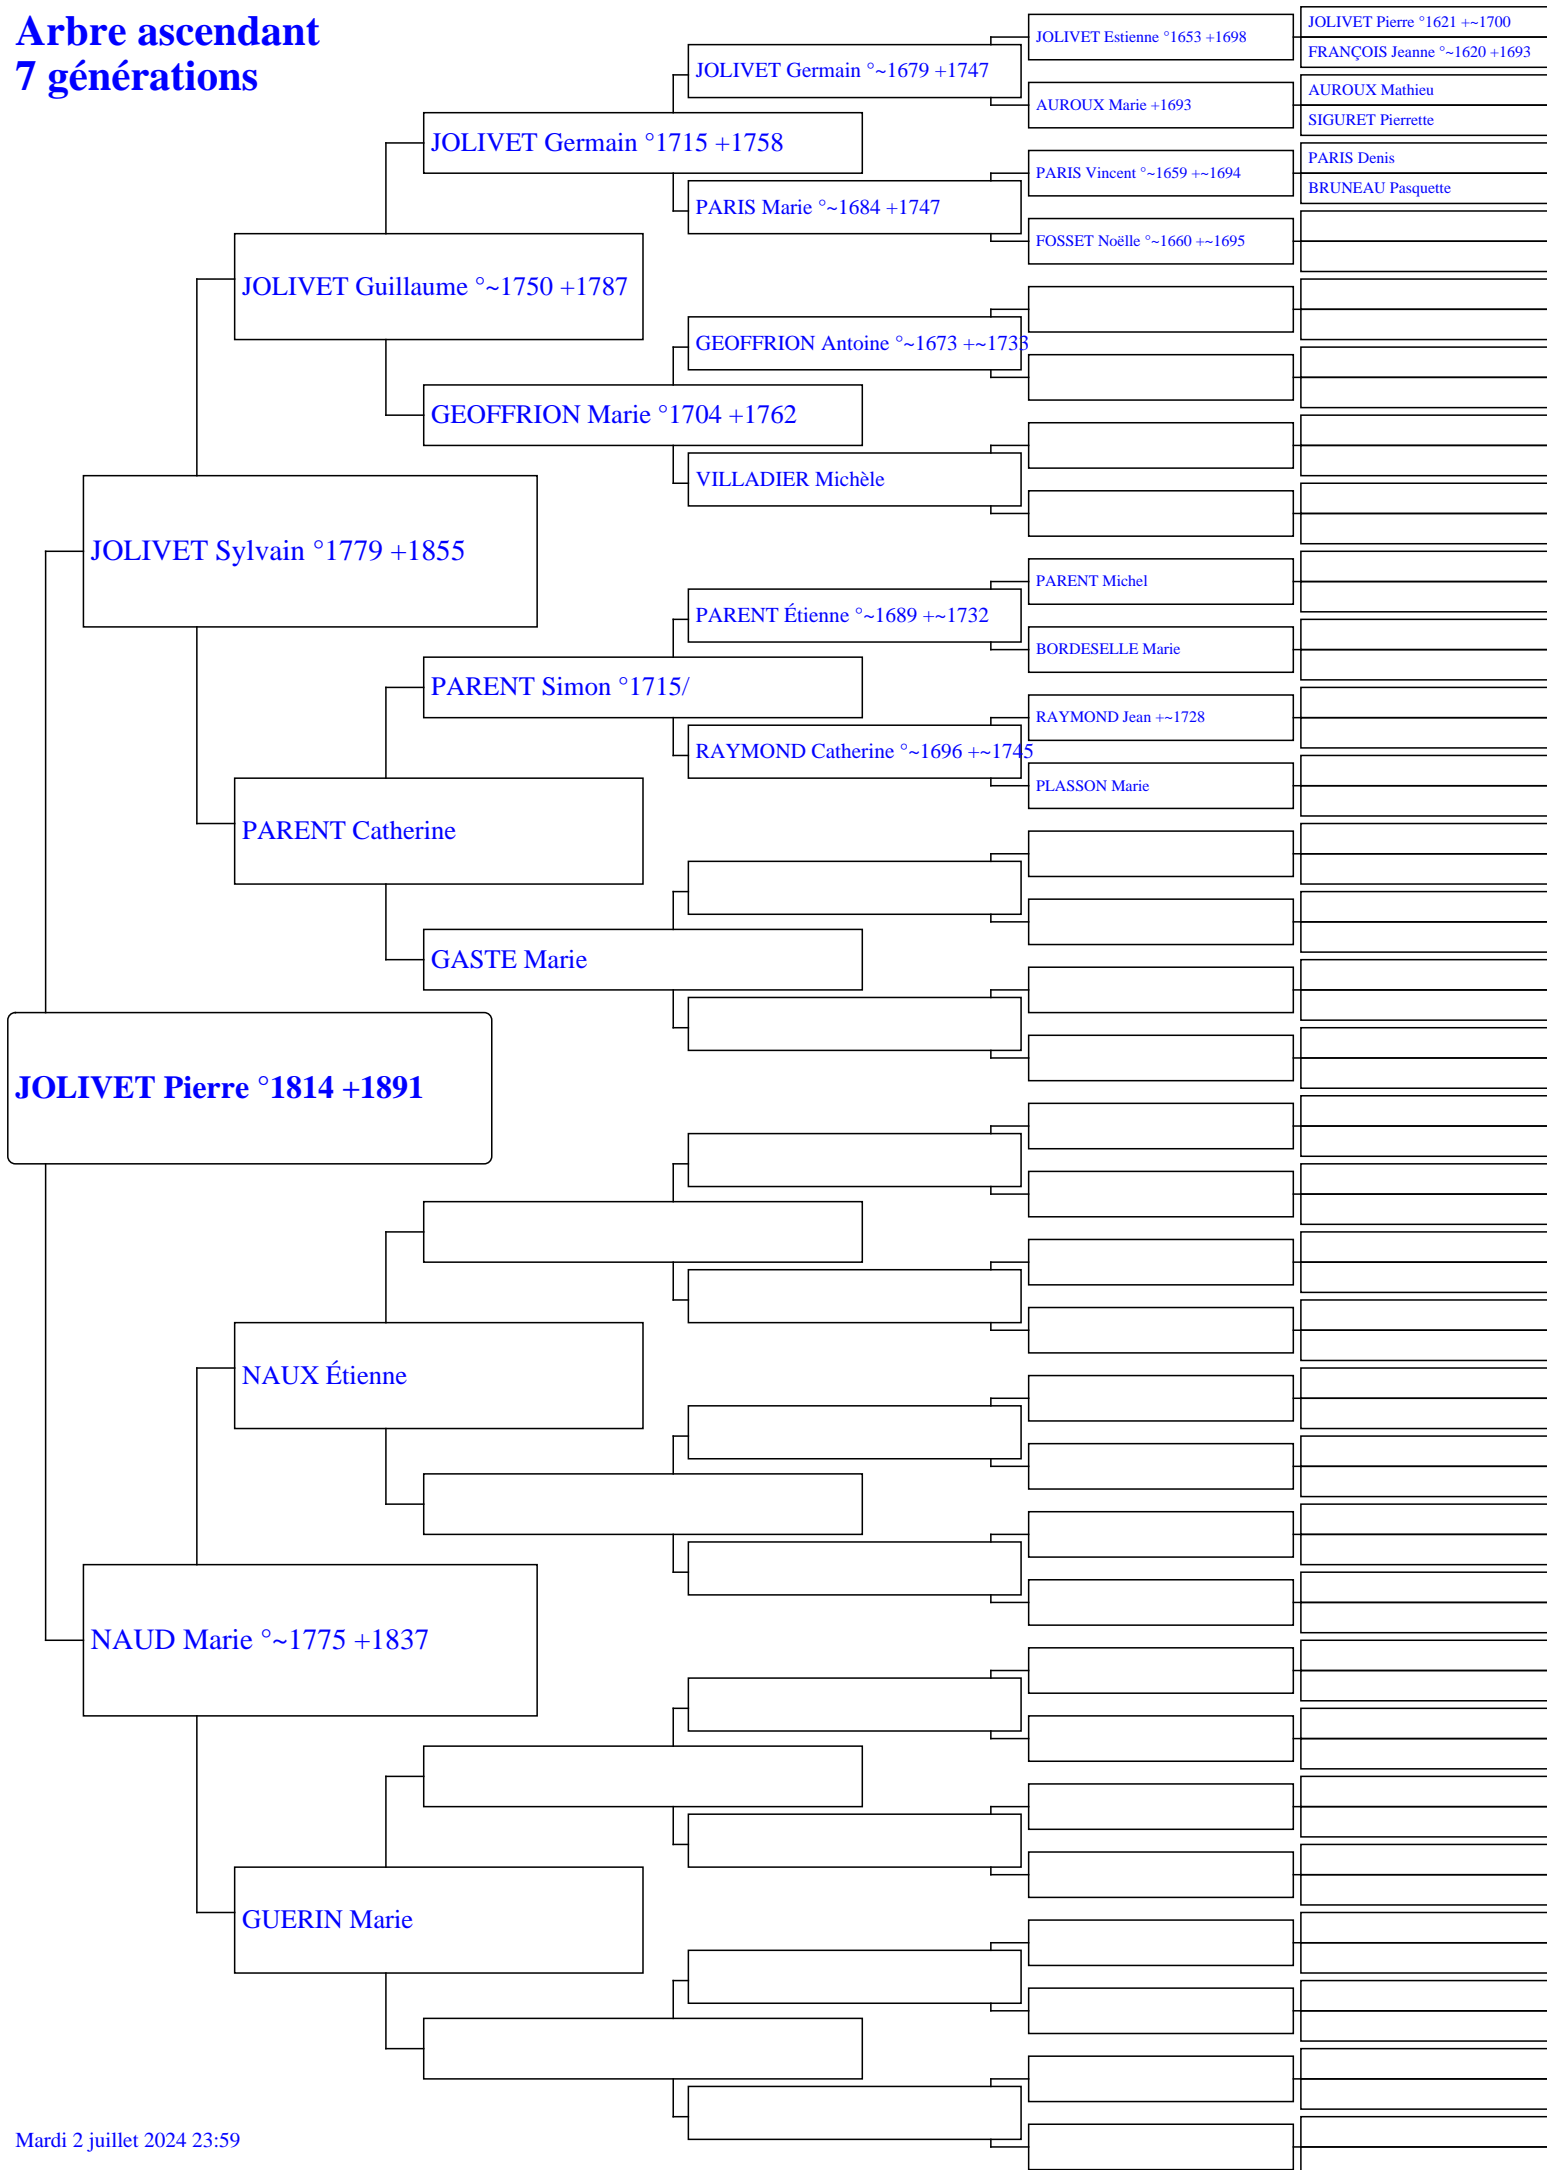 Arbre ascendant
7 générations
JOLIVET Pierre °1621 +~1700
JOLIVET Estienne °1653 +1698
FRANÇOIS Jeanne °~1620 +1693
JOLIVET Germain °~1679 +1747
AUROUX Mathieu
AUROUX Marie +1693
SIGURET Pierrette
JOLIVET Germain °1715 +1758
PARIS Denis
PARIS Vincent °~1659 +~1694
BRUNEAU Pasquette
PARIS Marie °~1684 +1747
FOSSET Noëlle °~1660 +~1695
JOLIVET Guillaume °~1750 +1787
GEOFFRION Antoine °~1673 +~1733
GEOFFRION Marie °1704 +1762
VILLADIER Michèle
JOLIVET Sylvain °1779 +1855
PARENT Michel
PARENT Étienne °~1689 +~1732
BORDESELLE Marie
PARENT Simon °1715/
RAYMOND Jean +~1728
RAYMOND Catherine °~1696 +~1745
PLASSON Marie
PARENT Catherine
GASTE Marie
JOLIVET Pierre °1814 +1891
NAUX Étienne
NAUD Marie °~1775 +1837
GUERIN Marie
Mardi 2 juillet 2024 23:59